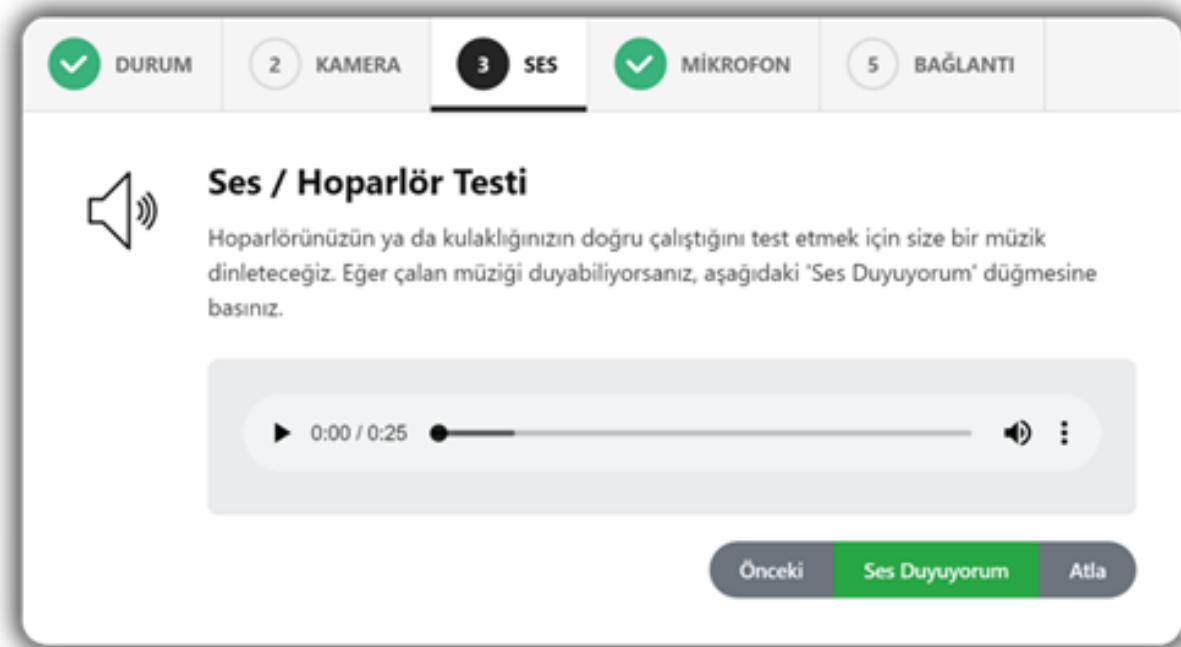 DURUM
2 KAMERA
3 SES
MİKROFON
5 BAĞLANTI
Ses / Hoparlör Testi
Hoparlörünüzün ya da kulaklığınızın doğru çalıştığını test etmek için size bir müzik
dinleteceğiz. Eğer çalan müziği duyabiliyorsanız, aşağıdaki 'Ses Duyuyorum' düğmesine
basınız.
0:00 / 0:25
Önceki
Ses Duyuyorum
Atla